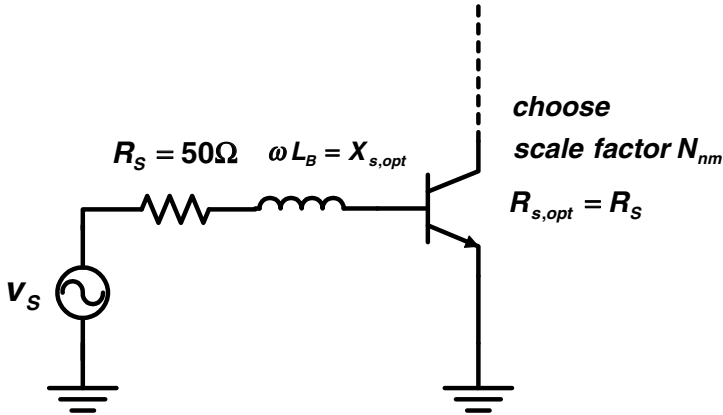 choose
scale factor N_nm
R_S = 50Ω
ωL_B = X_s,opt
R_s,opt = R_S
v_S